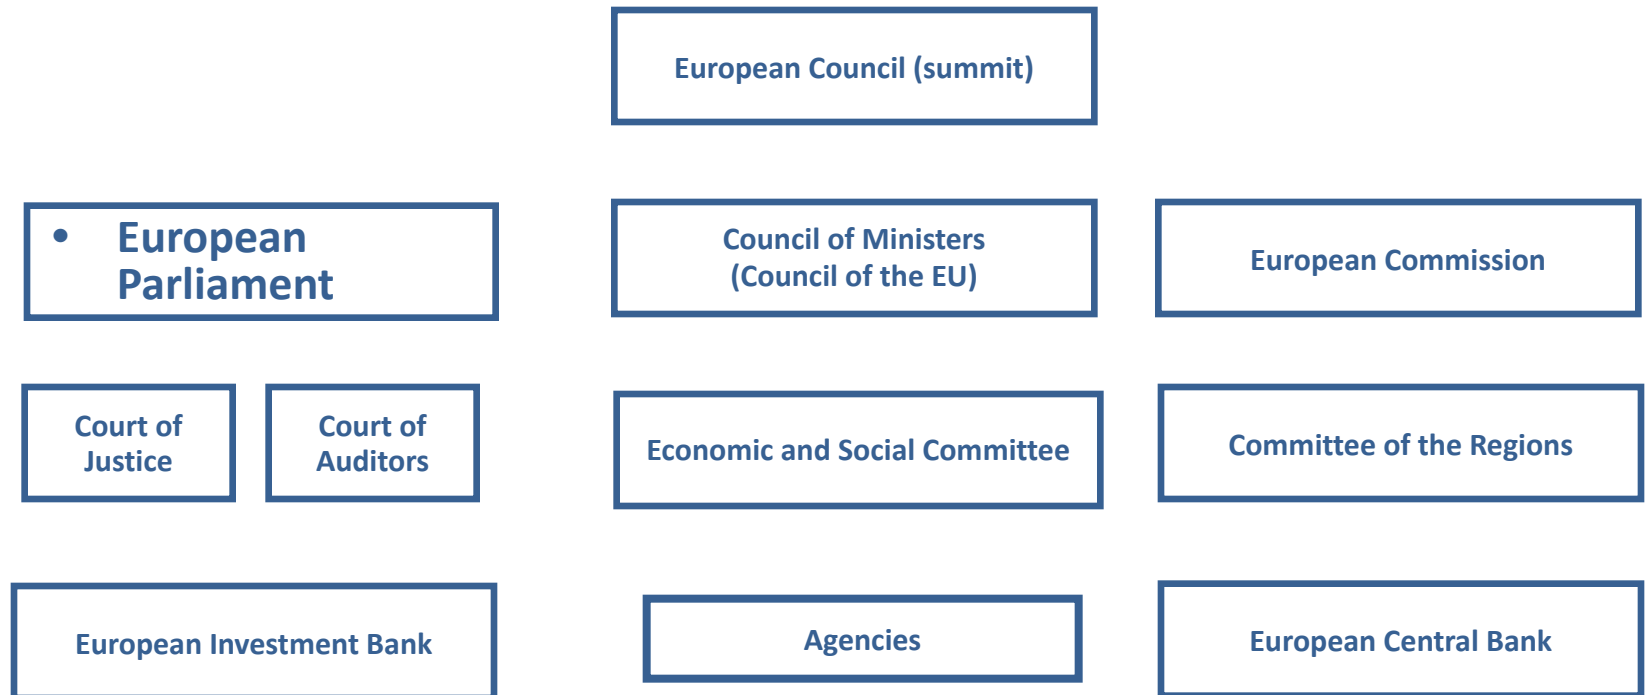 European Council (summit)
• European
Parliament
Council of Ministers
(Council of the EU)
European Commission
Court of
Justice
Court of
Auditors
Economic and Social Committee
Committee of the Regions
European Investment Bank
Agencies
European Central Bank